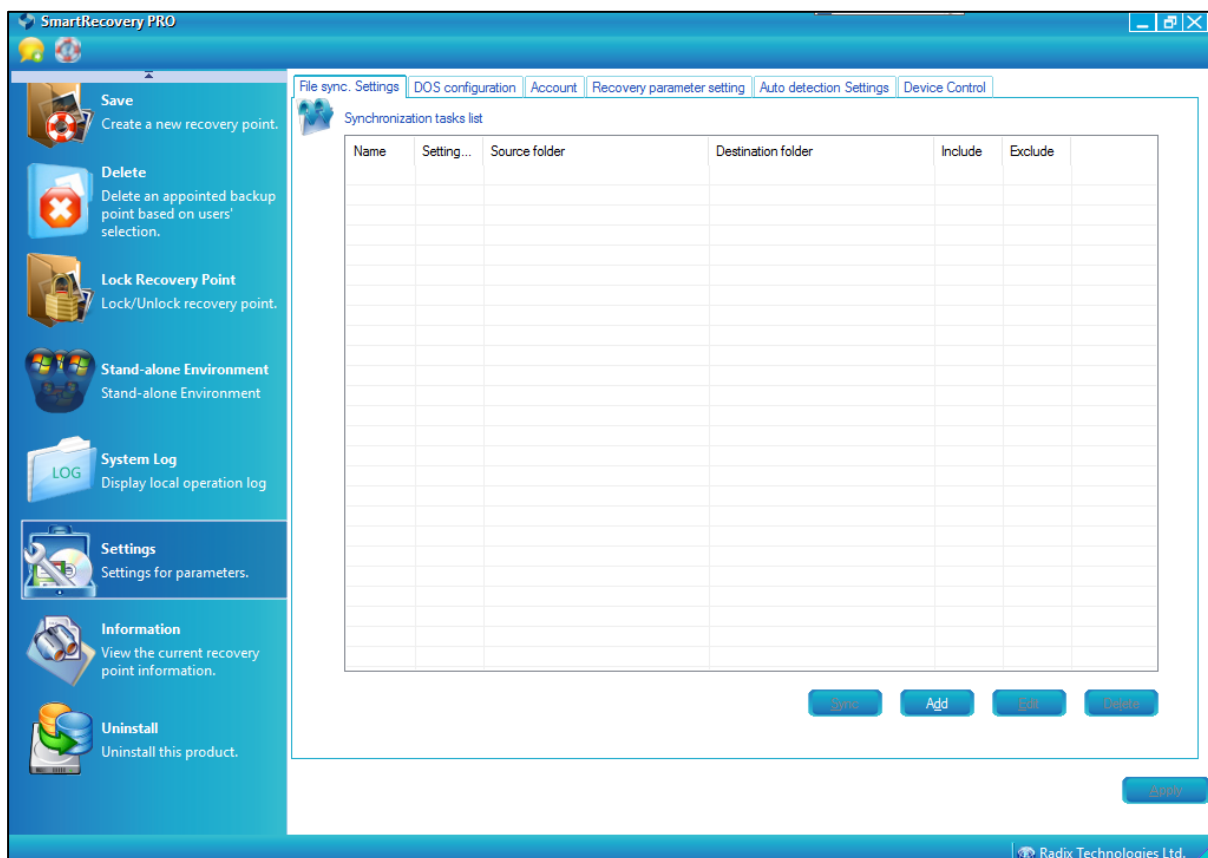 SmartRecovery PRO
Save
Create a new recovery point.
Delete
Delete an appointed backup
point based on users'
selection.
Lock Recovery Point
Lock/Unlock recovery point.
Stand-alone Environment
Stand-alone Environment
LOG
System Log
Display local operation log
Settings
Settings for parameters.
Information
View the current recovery
point information.
Uninstall
Uninstall this product.
File sync. Settings DOS configuration Account Recovery parameter setting Auto detection Settings Device Control
Synchronization tasks list
Name Setting... Source folder Destination folder Include Exclude
Sync Add Edit Delete
Apply
Radix Technologies Ltd.